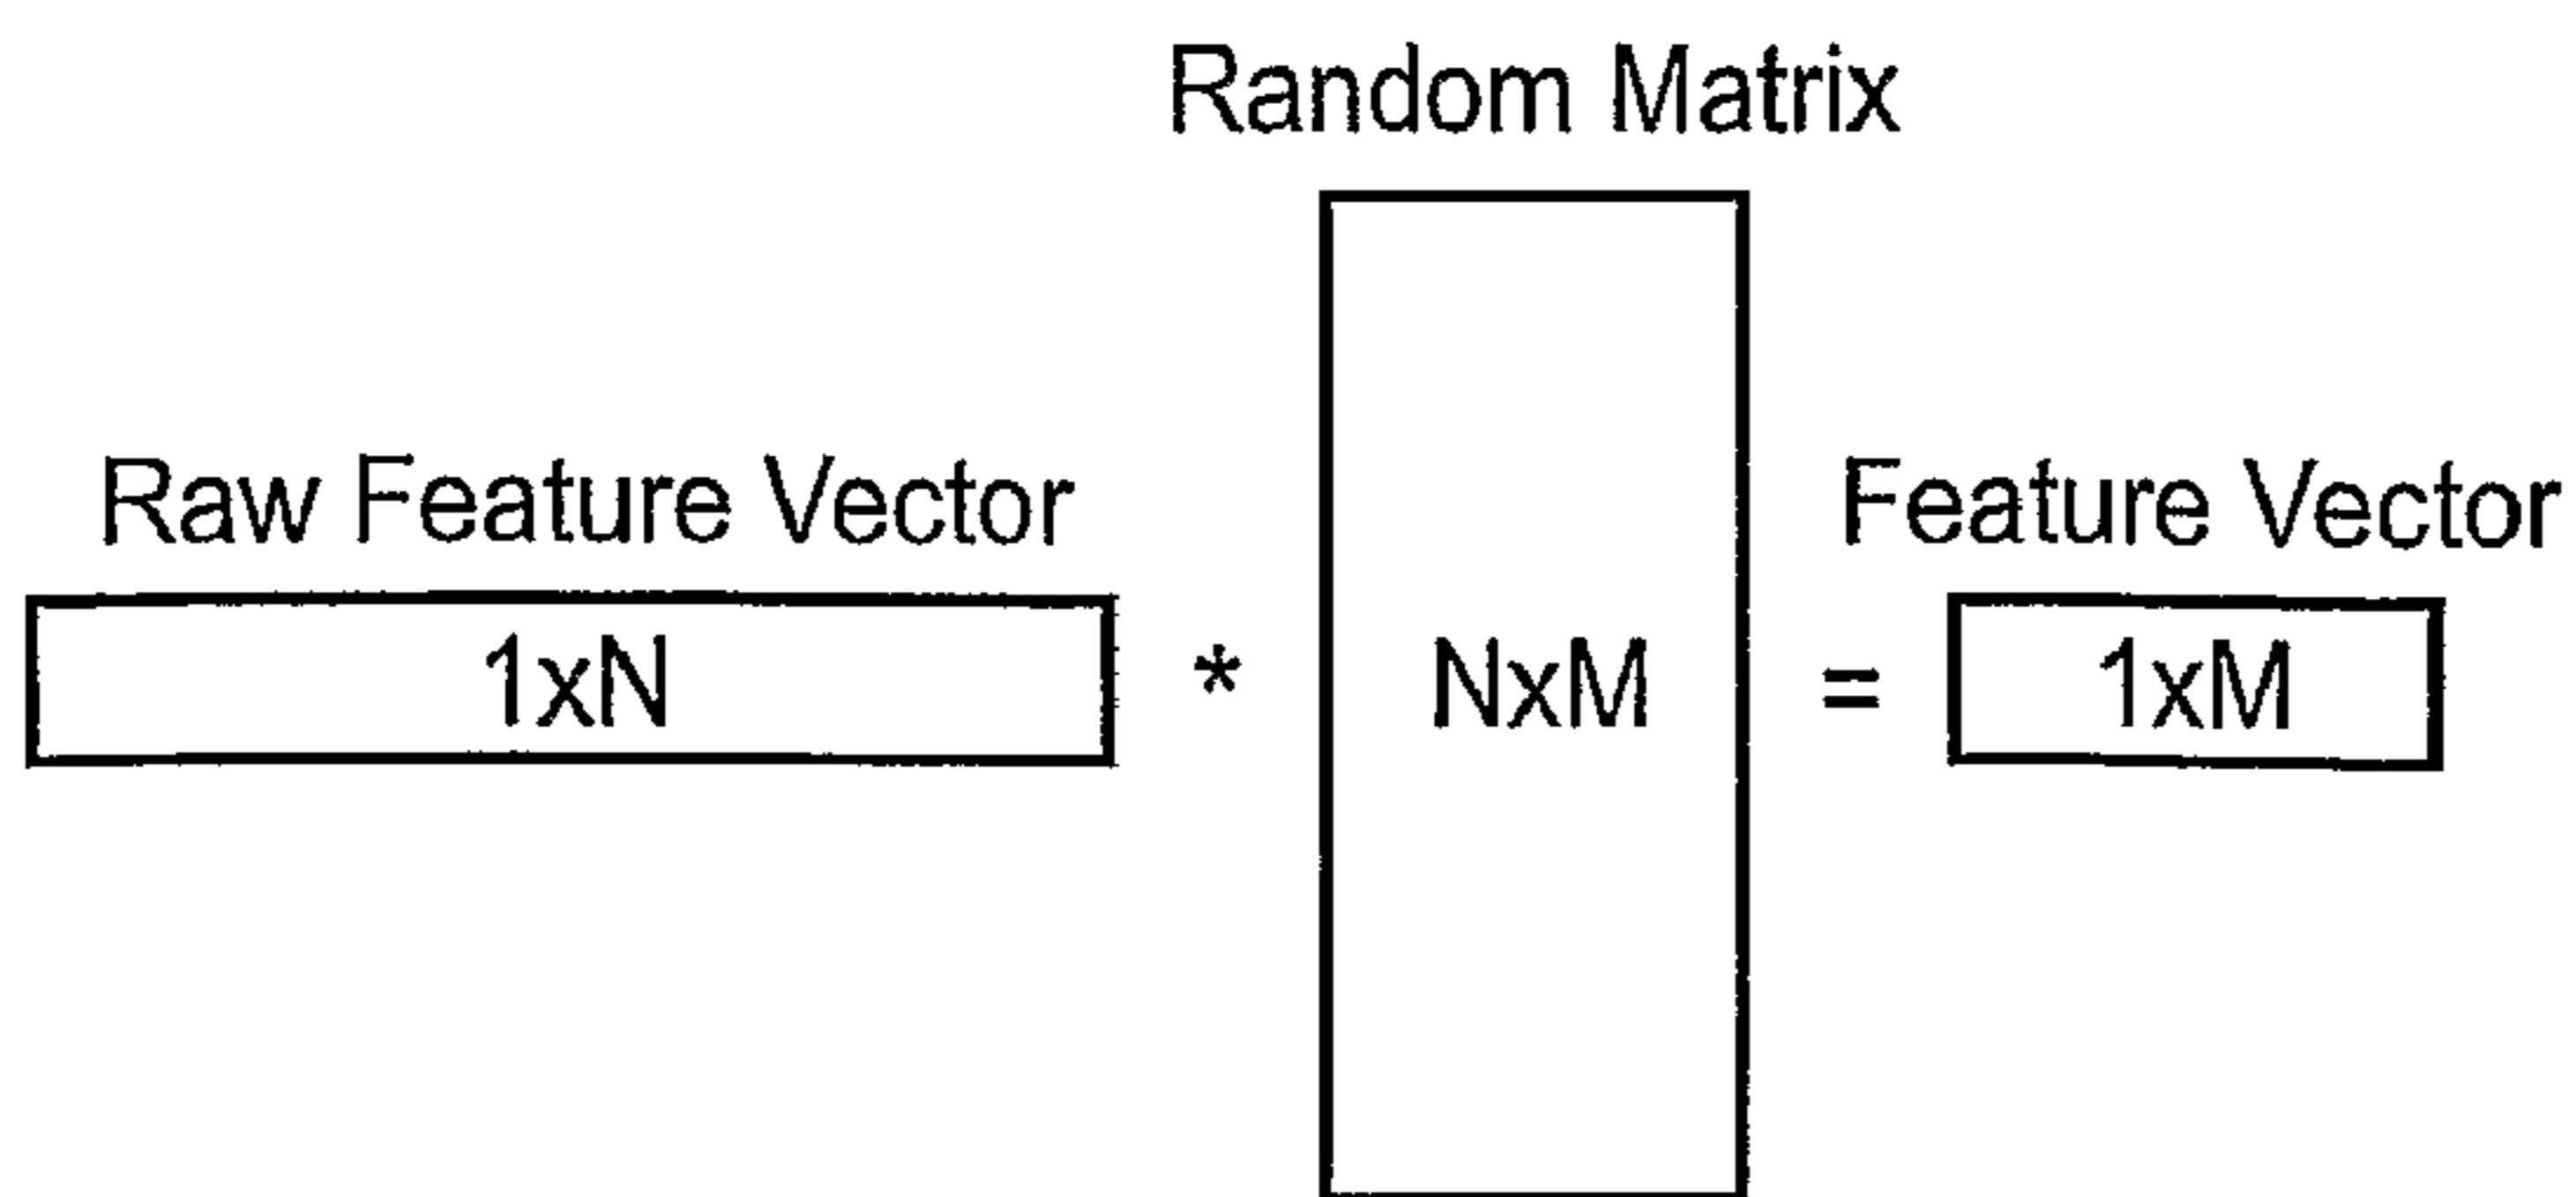 Random Matrix
Raw Feature Vector
Feature Vector
1xN * NxM = 1xM